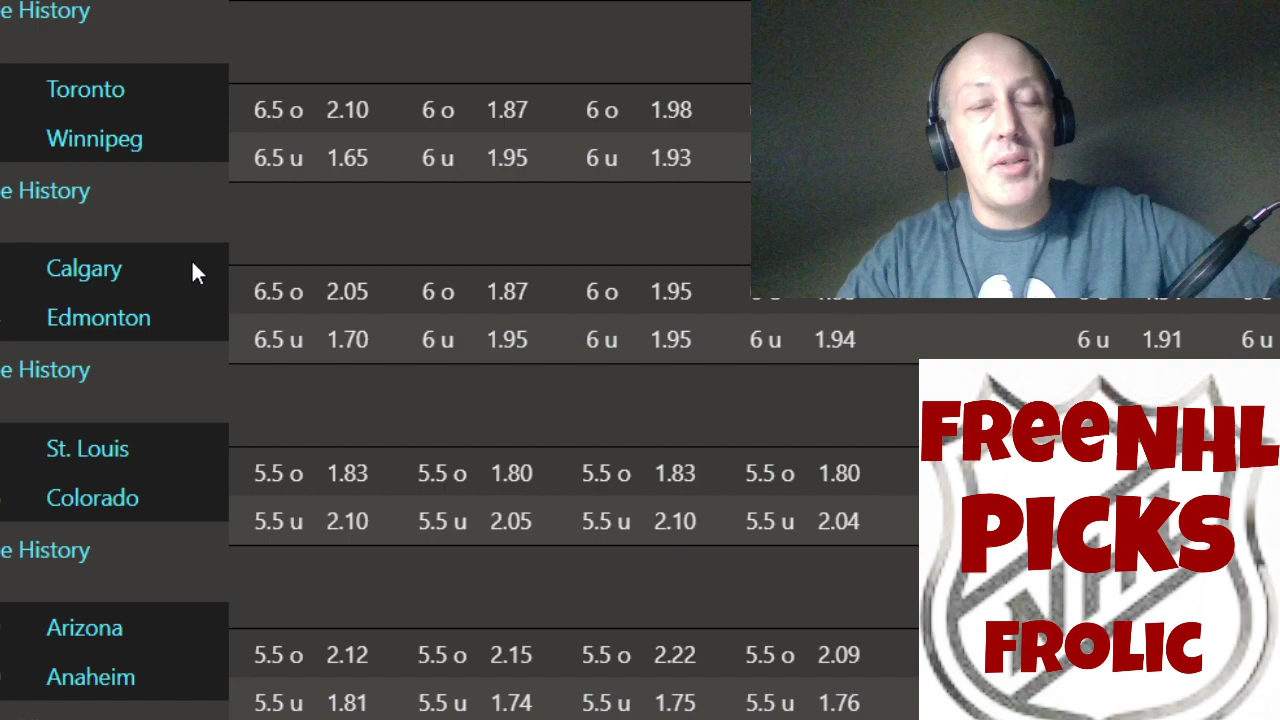 e History
Toronto
6.5 o 2.10 6 o 1.87 6 o 1.98
Winnipeg
6.5 u 1.65 6 u 1.95 6 u 1.93
e History
Calgary
6.5 o 2.05 6 o 1.87 6 o 1.95
Edmonton
6.5 u 1.70 6 u 1.95 6 u 1.95 6 u 1.94 6 u 1.91 6 u
e History
St. Louis
5.5 o 1.83 5.5 o 1.80 5.5 o 1.83 5.5 o 1.80
Colorado
5.5 u 2.10 5.5 u 2.05 5.5 u 2.10 5.5 u 2.04
e History
Arizona
5.5 o 2.12 5.5 o 2.15 5.5 o 2.22 5.5 o 2.09
Anaheim
5.5 u 1.81 5.5 u 1.74 5.5 u 1.75 5.5 u 1.76
FREE NHL
PICKS
FROLIC
NHL